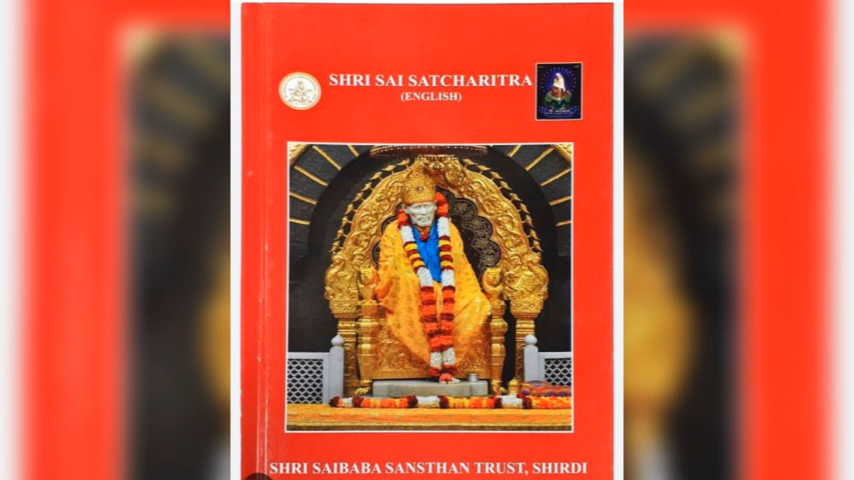 SHRI SAI SATCHARITRA
(ENGLISH)
SHRI SAIBABA SANSTHAN TRUST, SHIRDI